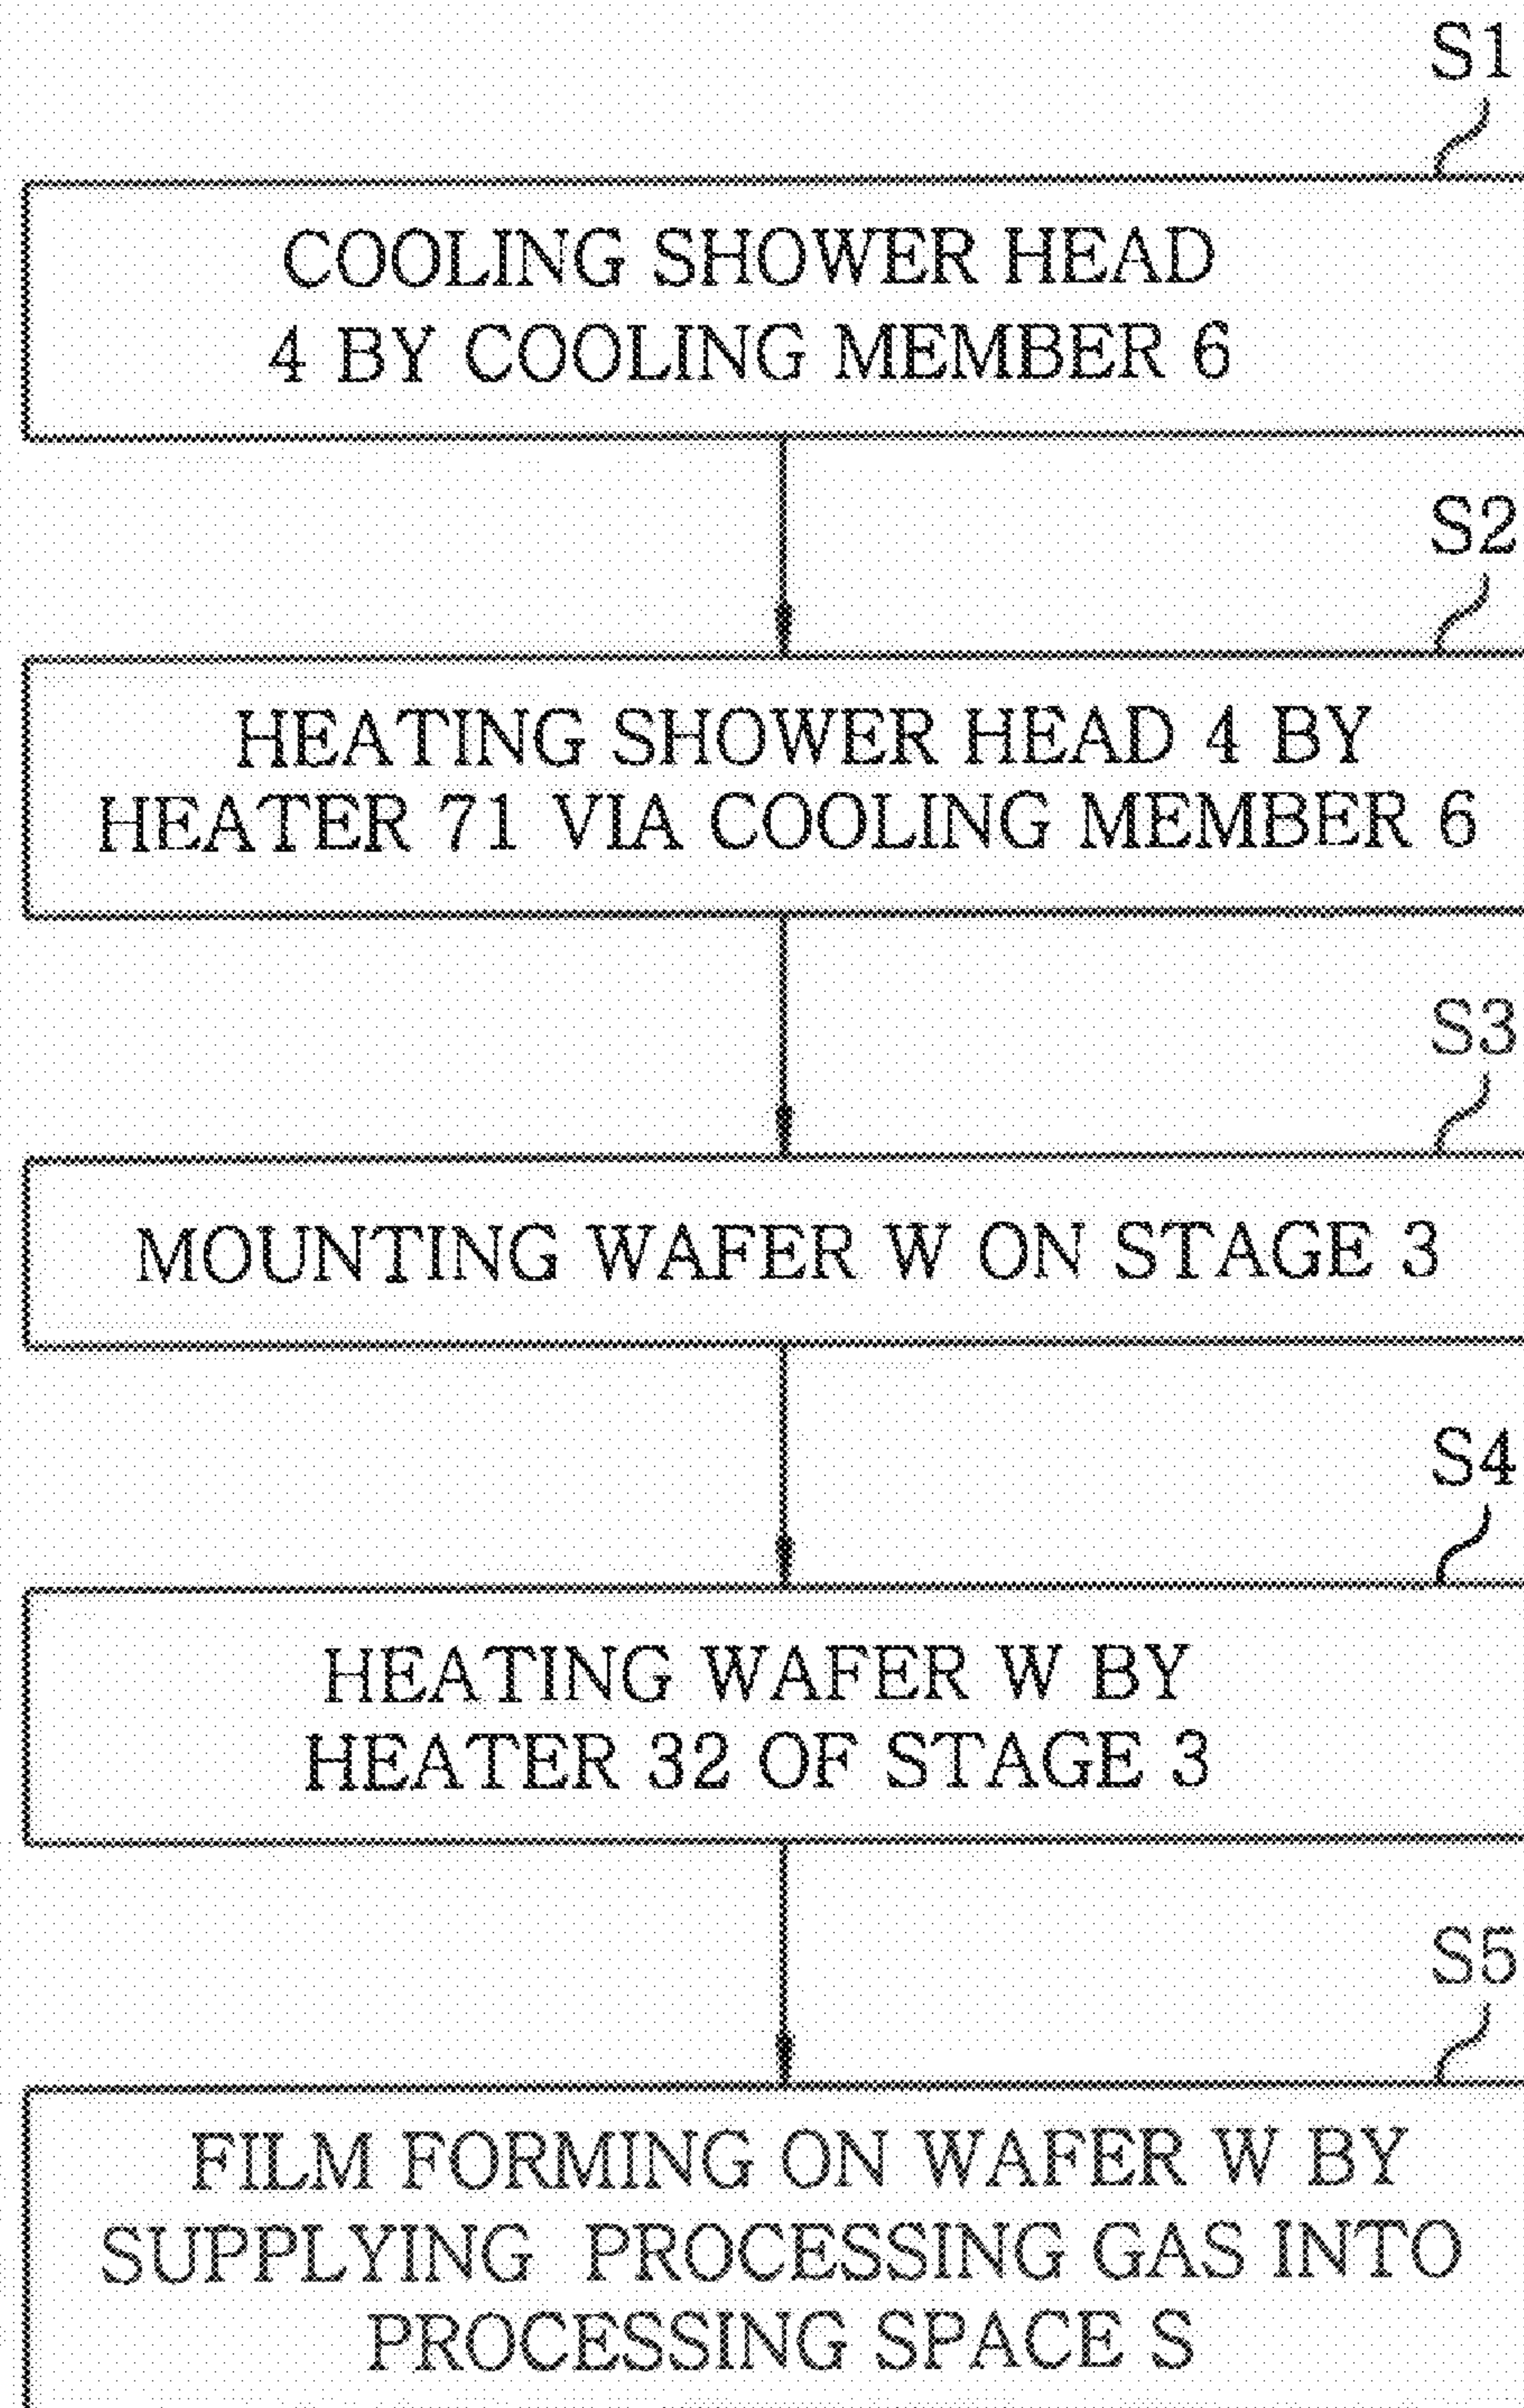 S1
COOLING SHOWER HEAD
4 BY COOLING MEMBER 6
S2
HEATING SHOWER HEAD 4 BY
HEATER 71 VIA COOLING MEMBER 6
S3
MOUNTING WAFER W ON STAGE 3
S4
HEATING WAFER W BY
HEATER 32 OF STAGE 3
S5
FILM FORMING ON WAFER W BY
SUPPLYING PROCESSING GAS INTO
PROCESSING SPACE S